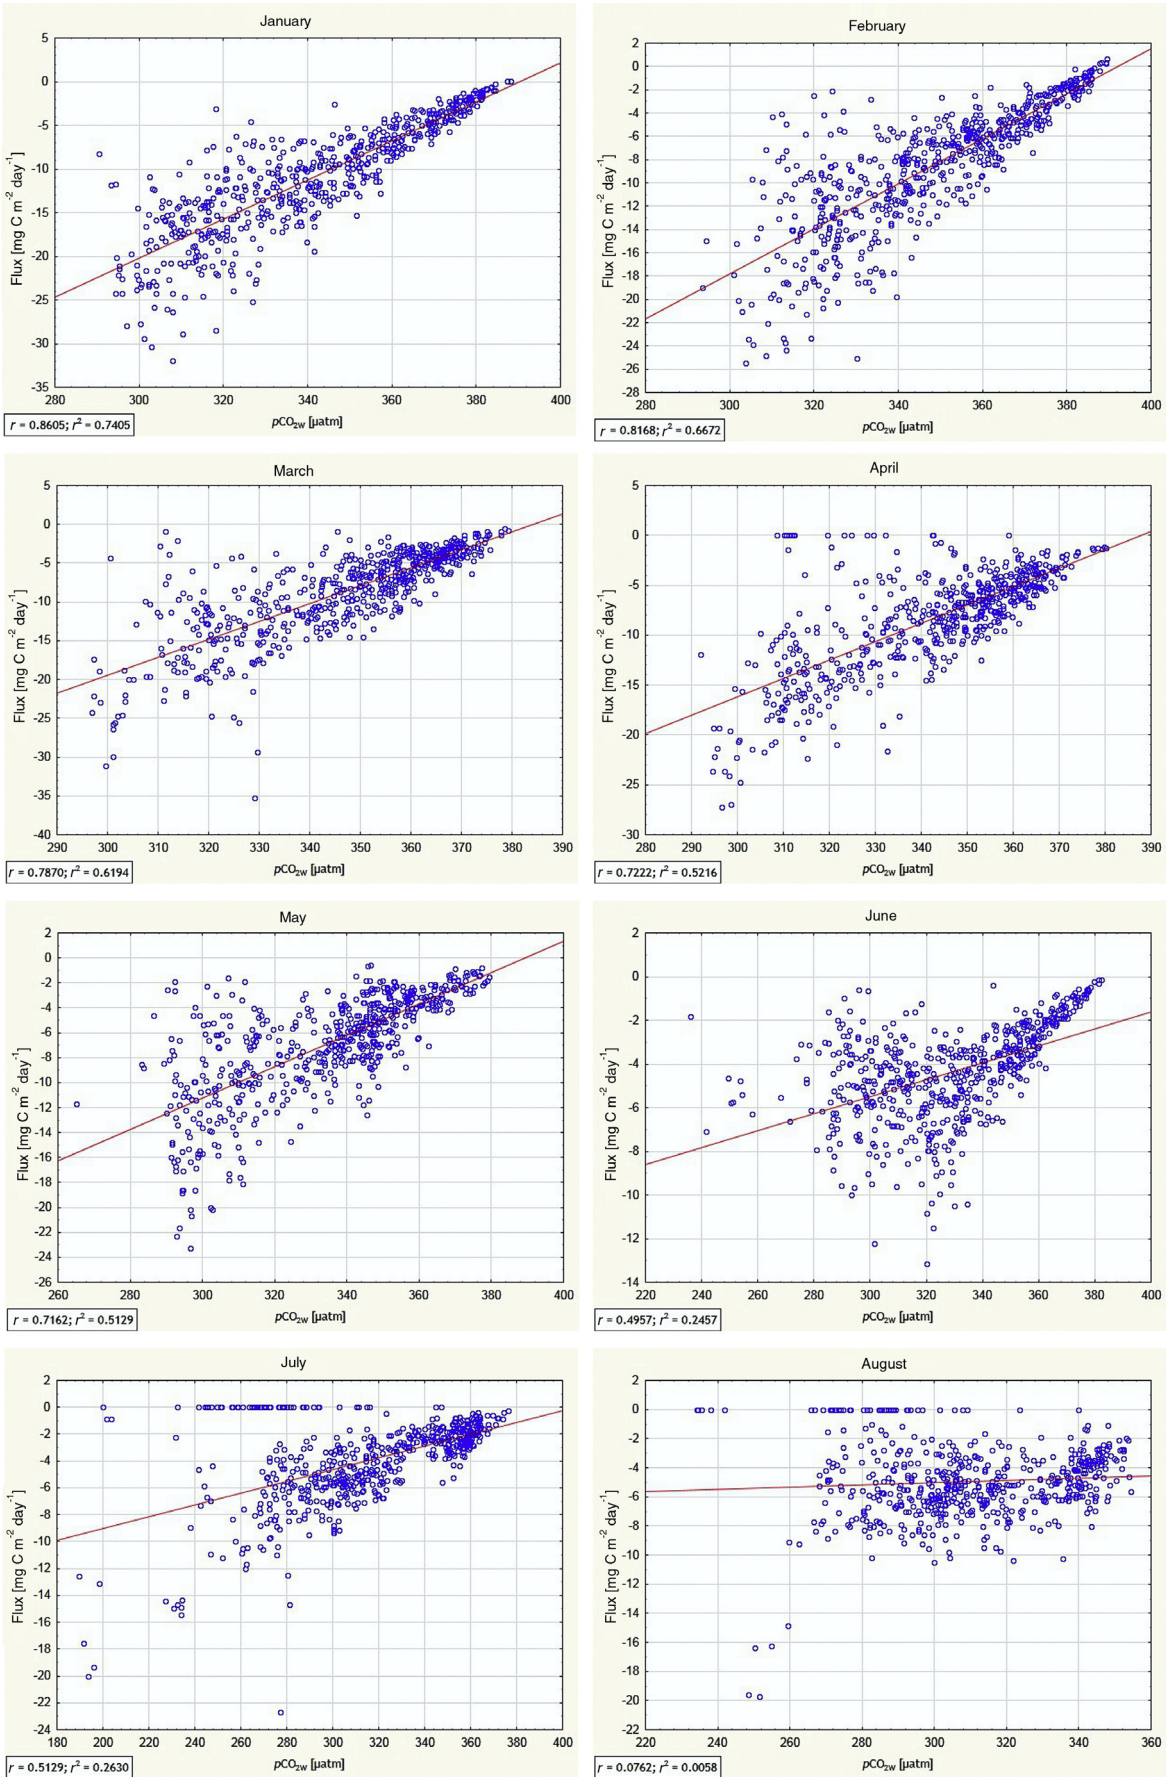 January
5
0
-5
-10
-15
-20
-25
-30
-35
Flux [mg C m⁻² day⁻¹]
280 300 320 340 360 380 400
pCO₂w [µatm]
r = 0.8605; r² = 0.7405
February
2
0
-2
-4
-6
-8
-10
-12
-14
-16
-18
-20
-22
-24
-26
-28
Flux [mg C m⁻² day⁻¹]
280 300 320 340 360 380 400
pCO₂w [µatm]
r = 0.8168; r² = 0.6672
March
5
0
-5
-10
-15
-20
-25
-30
-35
-40
Flux [mg C m⁻² day⁻¹]
290 300 310 320 330 340 350 360 370 380 390
pCO₂w [µatm]
r = 0.7870; r² = 0.6194
April
5
0
-5
-10
-15
-20
-25
-30
Flux [mg C m⁻² day⁻¹]
280 290 300 310 320 330 340 350 360 370 380 390
pCO₂w [µatm]
r = 0.7222; r² = 0.5216
May
2
0
-2
-4
-6
-8
-10
-12
-14
-16
-18
-20
-22
-24
-26
Flux [mg C m⁻² day⁻¹]
260 280 300 320 340 360 380 400
pCO₂w [µatm]
r = 0.7162; r² = 0.5129
June
2
0
-2
-4
-6
-8
-10
-12
-14
Flux [mg C m⁻² day⁻¹]
220 240 260 280 300 320 340 360 380 400
pCO₂w [µatm]
r = 0.4957; r² = 0.2457
July
2
0
-2
-4
-6
-8
-10
-12
-14
-16
-18
-20
-22
-24
Flux [mg C m⁻² day⁻¹]
180 200 220 240 260 280 300 320 340 360 380 400
pCO₂w [µatm]
r = 0.5129; r² = 0.2630
August
2
0
-2
-4
-6
-8
-10
-12
-14
-16
-18
-20
-22
Flux [mg C m⁻² day⁻¹]
220 240 260 280 300 320 340 360
pCO₂w [µatm]
r = 0.0762; r² = 0.0058